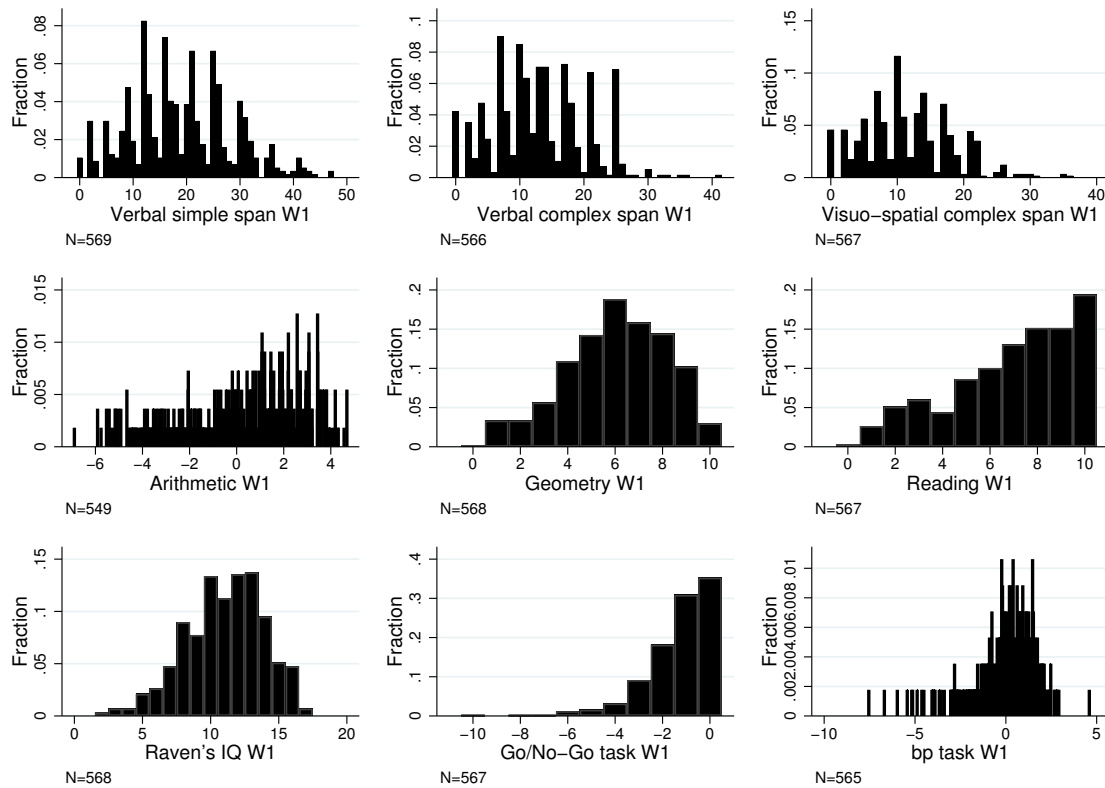 Fraction
0 .02 .04 .06 .08
0 10 20 30 40 50
Verbal simple span W1
N=569
Fraction
0 .02 .04 .06 .08 .1
0 10 20 30 40
Verbal complex span W1
N=566
Fraction
0 .05 .1 .15
0 10 20 30 40
Visuo−spatial complex span W1
N=567
Fraction
0 .005 .01 .015
−6 −4 −2 0 2 4
Arithmetic W1
N=549
Fraction
0 .05 .1 .15 .2
0 2 4 6 8 10
Geometry W1
N=568
Fraction
0 .05 .1 .15 .2
0 2 4 6 8 10
Reading W1
N=567
Fraction
0 .05 .1 .15
0 5 10 15 20
Raven's IQ W1
N=568
Fraction
0 .1 .2 .3 .4
−10 −8 −6 −4 −2 0
Go/No−Go task W1
N=567
Fraction
0 .002 .004 .006 .008 .01
−10 −5 0 5
bp task W1
N=565